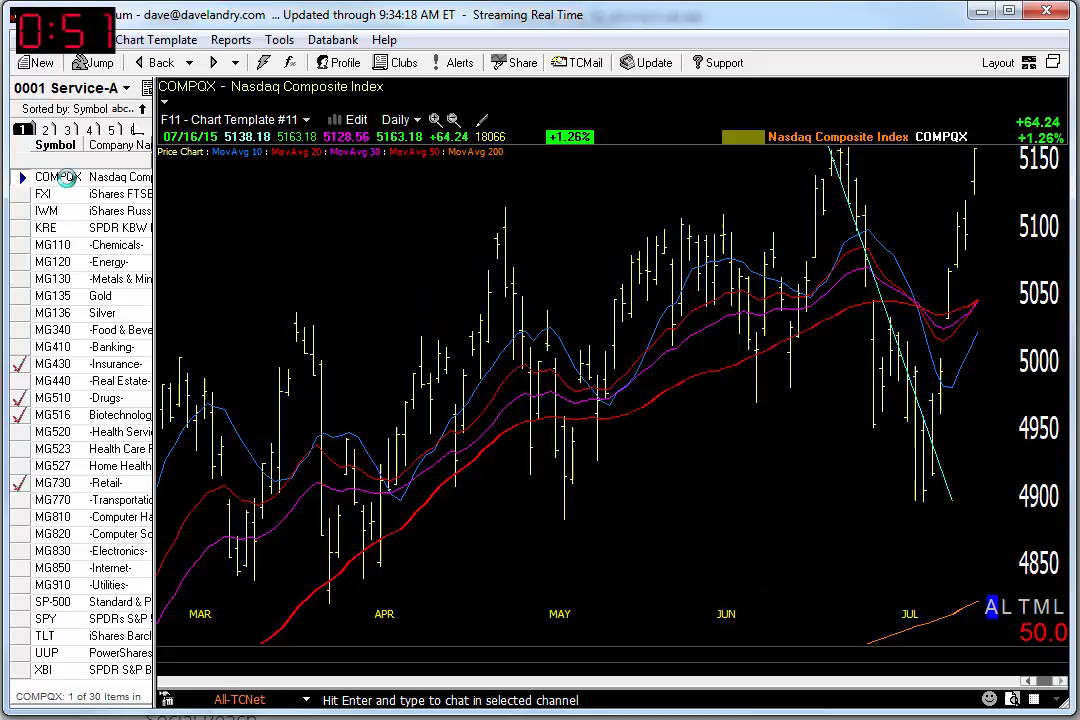 0:51
um - dave@davelandry.com ... Updated through 9:34:18 AM ET - Streaming Real Time
Chart Template Reports Tools Databank Help
New Jump Back Profile Clubs Alerts Share TCMail Update Support Layout
0001 Service-A
COMPQX - Nasdaq Composite Index
Sorted by: Symbol abc..
F11 - Chart Template #11 Edit Daily
+64.24
1 2 3 4 5
07/16/15 5138.18 5163.18 5128.56 5163.18 +64.24 18066 +1.26% Nasdaq Composite Index COMPQX +1.26%
Symbol Company Na
Price Chart : MovAvg 10 : MovAvg 20 : MovAvg 30 : MovAvg 50 : MovAvg 200
COMPQX Nasdaq Comp
FXI iShares FTSE
IWM iShares Russ
KRE SPDR KBW
MG110 -Chemicals-
MG120 -Energy-
MG130 -Metals & Min
MG135 Gold
MG136 Silver
MG340 -Food & Beve
MG410 -Banking-
MG430 -Insurance-
MG440 -Real Estate-
MG510 -Drugs-
MG516 Biotechnolog
MG520 -Health Servi
MG523 Health Care F
MG527 Home Health
MG730 -Retail-
MG770 -Transportatio
MG810 -Computer Ha
MG820 -Computer So
MG830 -Electronics-
MG850 -Internet-
MG910 -Utilities-
SP-500 Standard & P
SPY SPDRs S&P
TLT iShares Barcl
UUP PowerShares
XBI SPDR S&P B
5150
5100
5050
5000
4950
4900
4850
MAR APR MAY JUN JUL
A L T M L
50.0
COMPQX: 1 of 30 Items in
All-TCNet Hit Enter and type to chat in selected channel